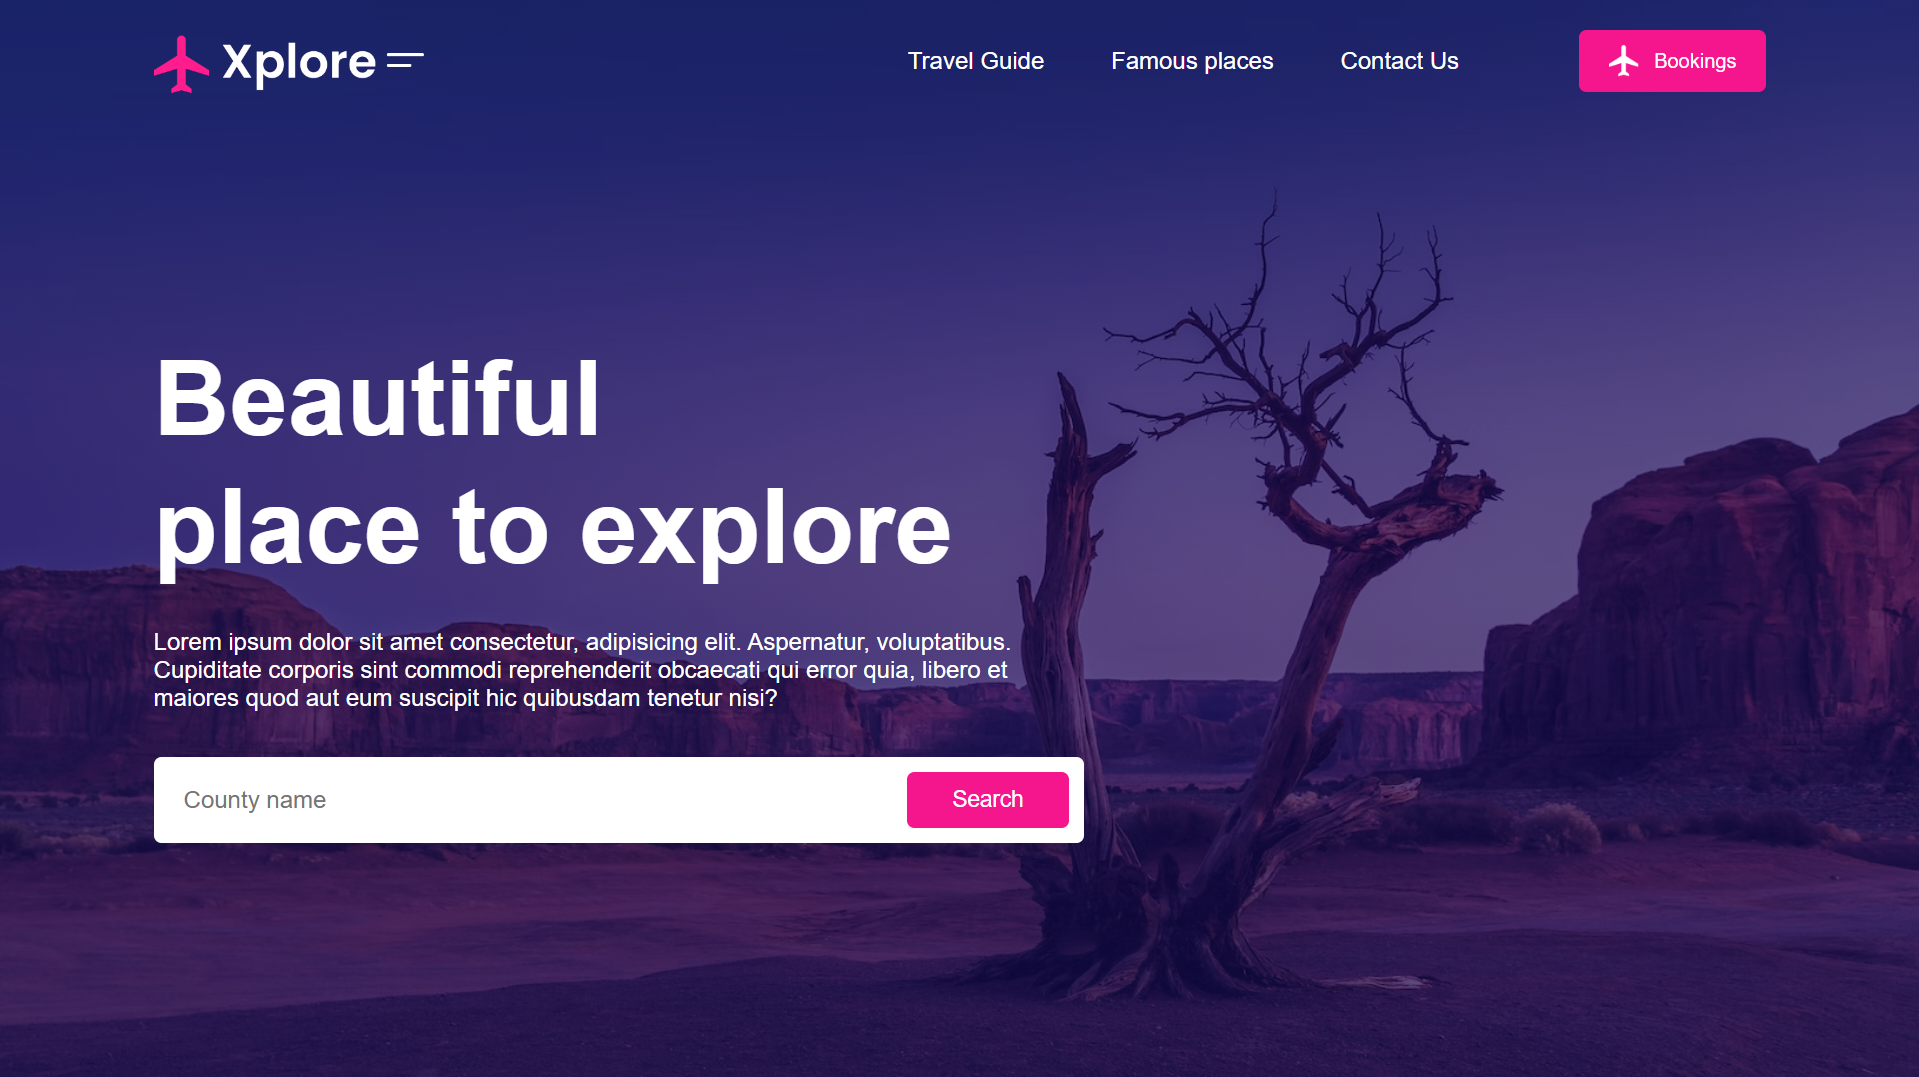 Xplore
Travel Guide
Famous places
Contact Us
Bookings
Beautiful
place to explore
Lorem ipsum dolor sit amet consectetur, adipisicing elit. Aspernatur, voluptatibus.
Cupiditate corporis sint commodi reprehenderit obcaecati qui error quia, libero et
maiores quod aut eum suscipit hic quibusdam tenetur nisi?
County name
Search